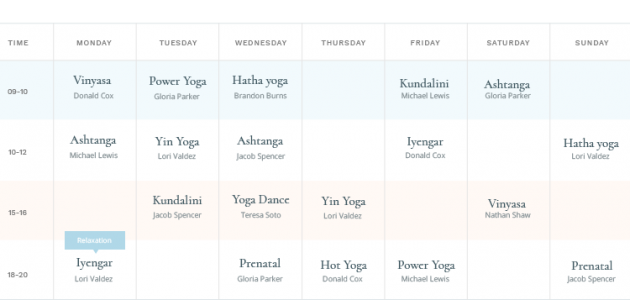 TIME MONDAY TUESDAY WEDNESDAY THURSDAY FRIDAY SATURDAY SUNDAY
09-10 Vinyasa Power Yoga Hatha yoga Kundalini Ashtanga
Donald Cox Gloria Parker Brandon Burns Michael Lewis Gloria Parker
10-12 Ashtanga Yin Yoga Ashtanga Iyengar Hatha yoga
Michael Lewis Lori Valdez Jacob Spencer Donald Cox Lori Valdez
15-16 Kundalini Yoga Dance Yin Yoga Vinyasa
Jacob Spencer Teresa Soto Lori Valdez Nathan Shaw
Relaxation
18-20 Iyengar Prenatal Hot Yoga Power Yoga Prenatal
Lori Valdez Gloria Parker Donald Cox Michael Lewis Jacob Spencer